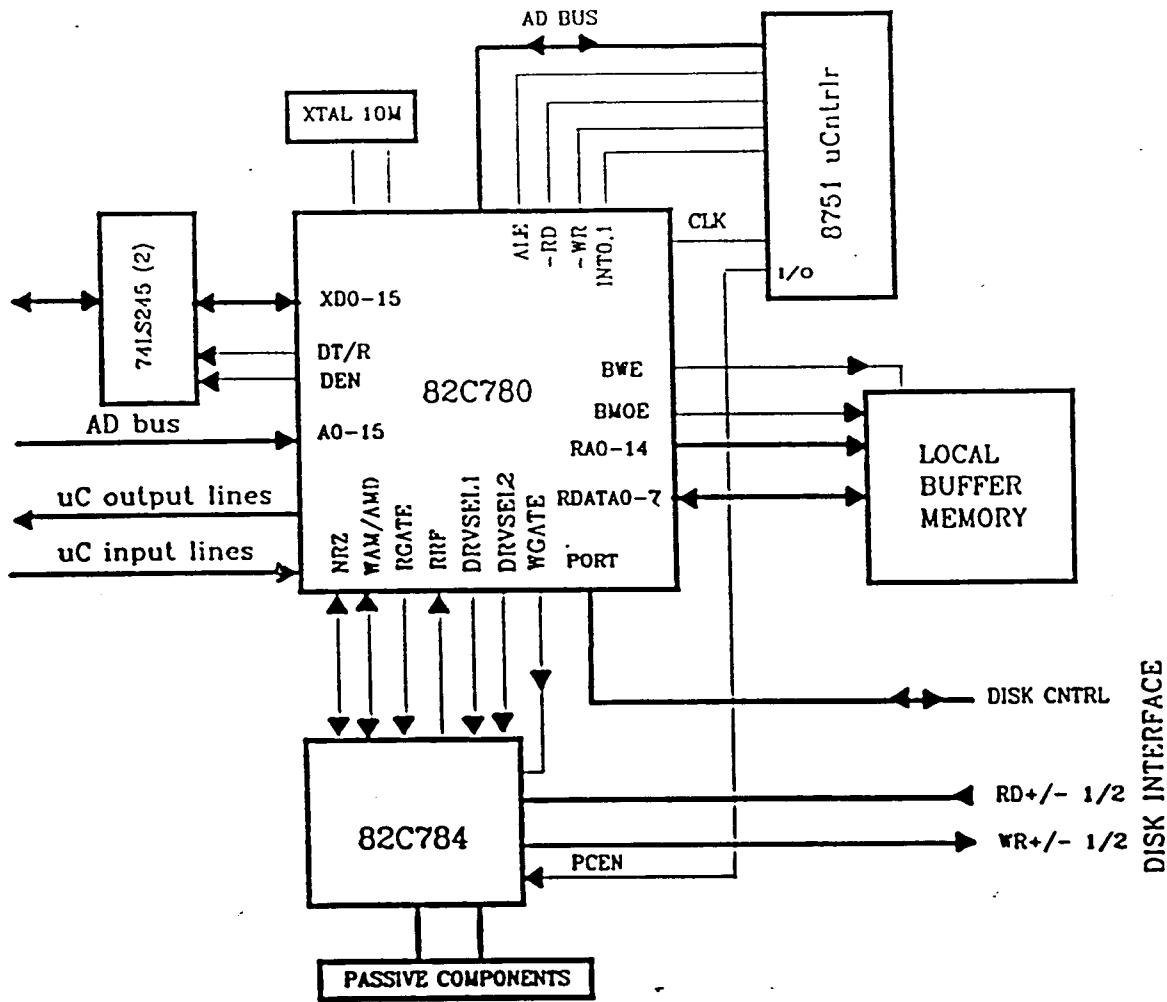 AD BUS
XTAL 10M
8751 uCntrlr
ALE
~RD
~WR
INT0,1
CLK
I/O
74LS245 (2)
XD0-15
DT/R
DEN
82C780
BWE
BMOE
AD bus
A0-15
RA0-14
LOCAL
BUFFER
MEMORY
uC output lines
RDATA0-7
uC input lines
NRZ
WAM/AMD
RGATE
RRF
DRVSEL1
DRVSEL2
WGATE
PORT
DISK CNTRL
RD+/- 1/2
82C784
WR+/- 1/2
PCEN
DISK INTERFACE
PASSIVE COMPONENTS